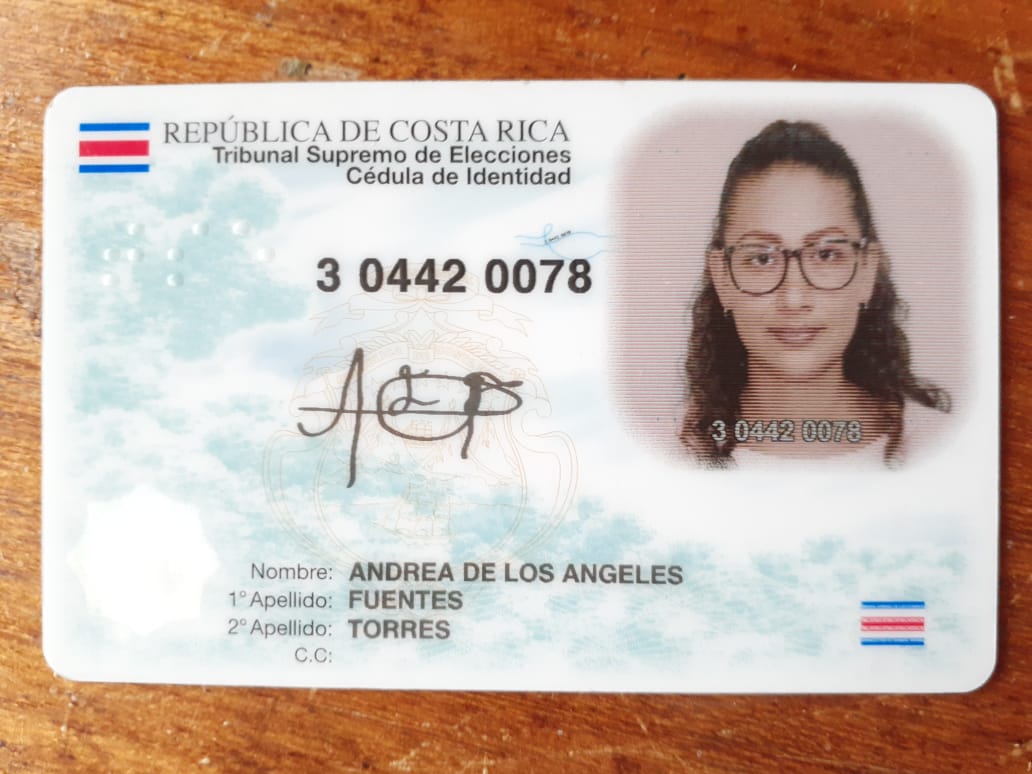 REPÚBLICA DE COSTA RICA
Tribunal Supremo de Elecciones
Cédula de Identidad
3 0442 0078
3 0442 0078
Nombre: ANDREA DE LOS ANGELES
1° Apellido: FUENTES
2° Apellido: TORRES
C.C: